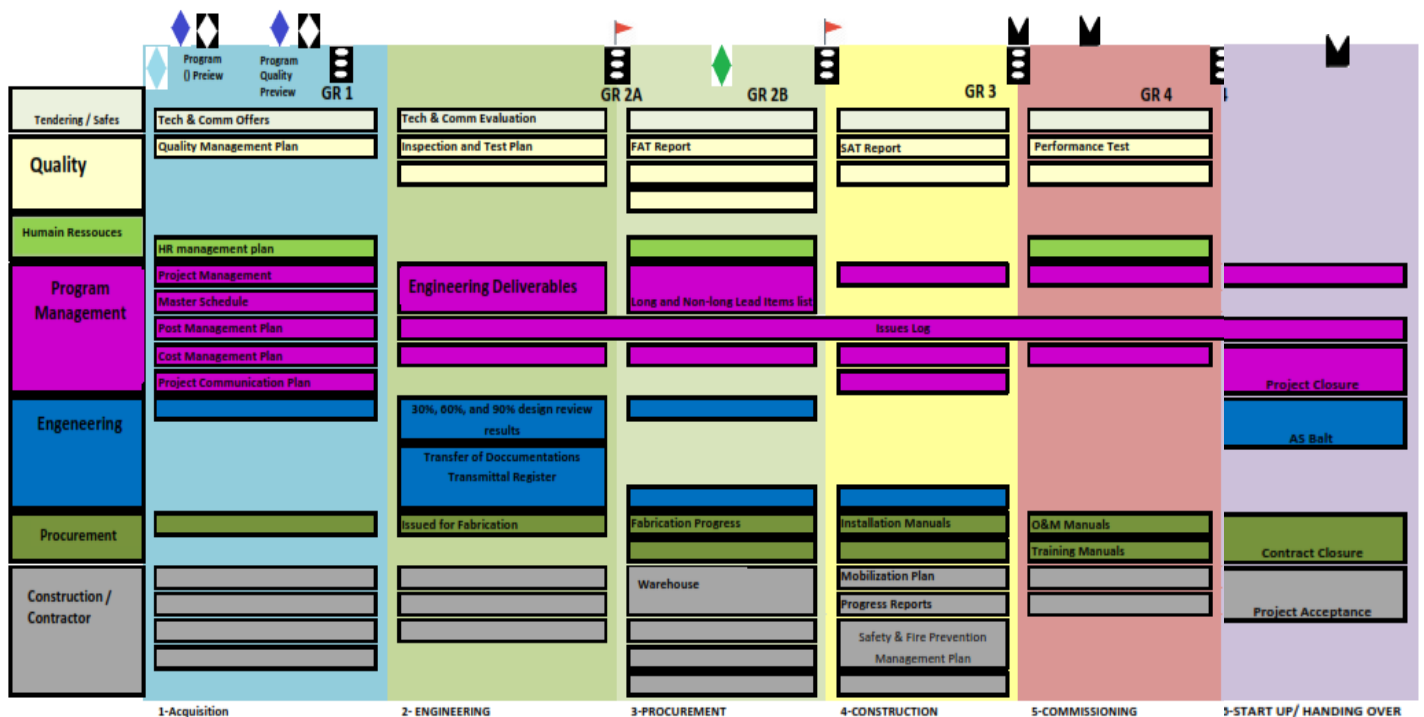 Program
() Preiew
Program
Quality
Preview
GR 1
GR 2A
GR 2B
GR 3
GR 4
Tendering / Safes
Tech & Comm Offers
Tech & Comm Evaluation
Quality
Quality Management Plan
Inspection and Test Plan
FAT Report
SAT Report
Performance Test
Humain Ressouces
HR management plan
Program
Management
Project Management
Master Schedule
Post Management Plan
Cost Management Plan
Project Communication Plan
Engineering Deliverables
Long and Non-long Lead Items list
Issues Log
Project Closure
Engeneering
30%, 60%, and 90% design review
results
Transfer of Doccumentations
Transmittal Register
AS Balt
Procurement
Issued for Fabrication
Fabrication Progress
Installation Manuals
O&M Manuals
Training Manuals
Contract Closure
Construction /
Contractor
Warehouse
Mobilization Plan
Progress Reports
Safety & Fire Prevention
Management Plan
Project Acceptance
1-Acquisition
2- ENGINEERING
3-PROCUREMENT
4-CONSTRUCTION
5-COMMISSIONING
6-START UP/ HANDING OVER